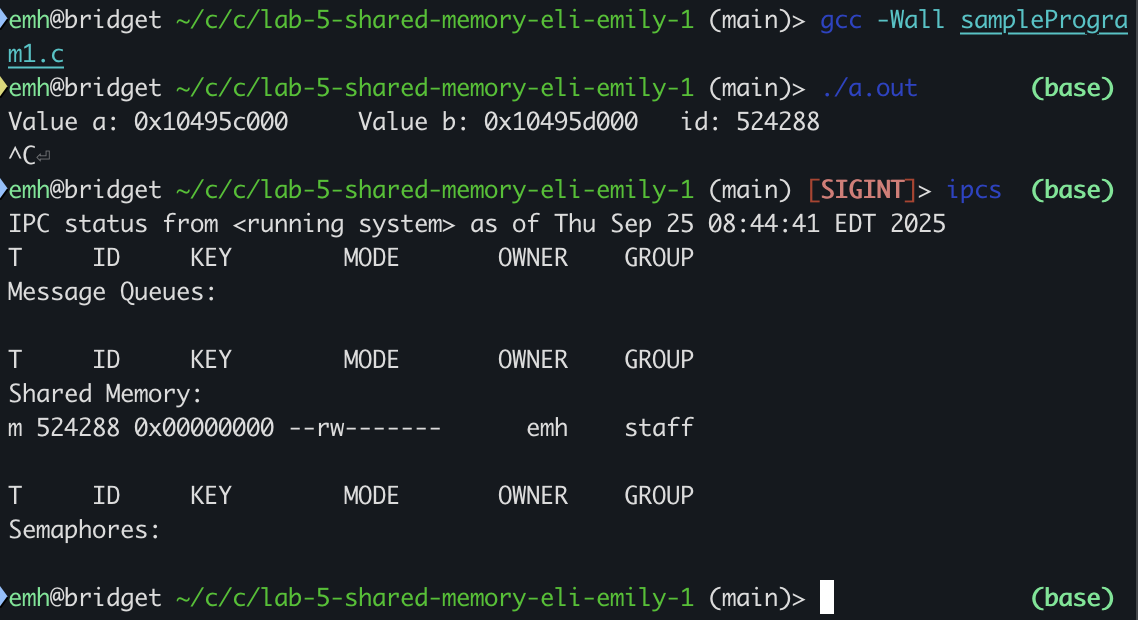 emh@bridget ~/c/c/lab-5-shared-memory-eli-emily-1 (main)> gcc -Wall sampleProgra
m1.c
emh@bridget ~/c/c/lab-5-shared-memory-eli-emily-1 (main)> ./a.out (base)
Value a: 0x10495c000 Value b: 0x10495d000 id: 524288
^C⏎
emh@bridget ~/c/c/lab-5-shared-memory-eli-emily-1 (main) [SIGINT]> ipcs (base)
IPC status from <running system> as of Thu Sep 25 08:44:41 EDT 2025
T ID KEY MODE OWNER GROUP
Message Queues:
T ID KEY MODE OWNER GROUP
Shared Memory:
m 524288 0x00000000 --rw------- emh staff
T ID KEY MODE OWNER GROUP
Semaphores:
emh@bridget ~/c/c/lab-5-shared-memory-eli-emily-1 (main)> (base)